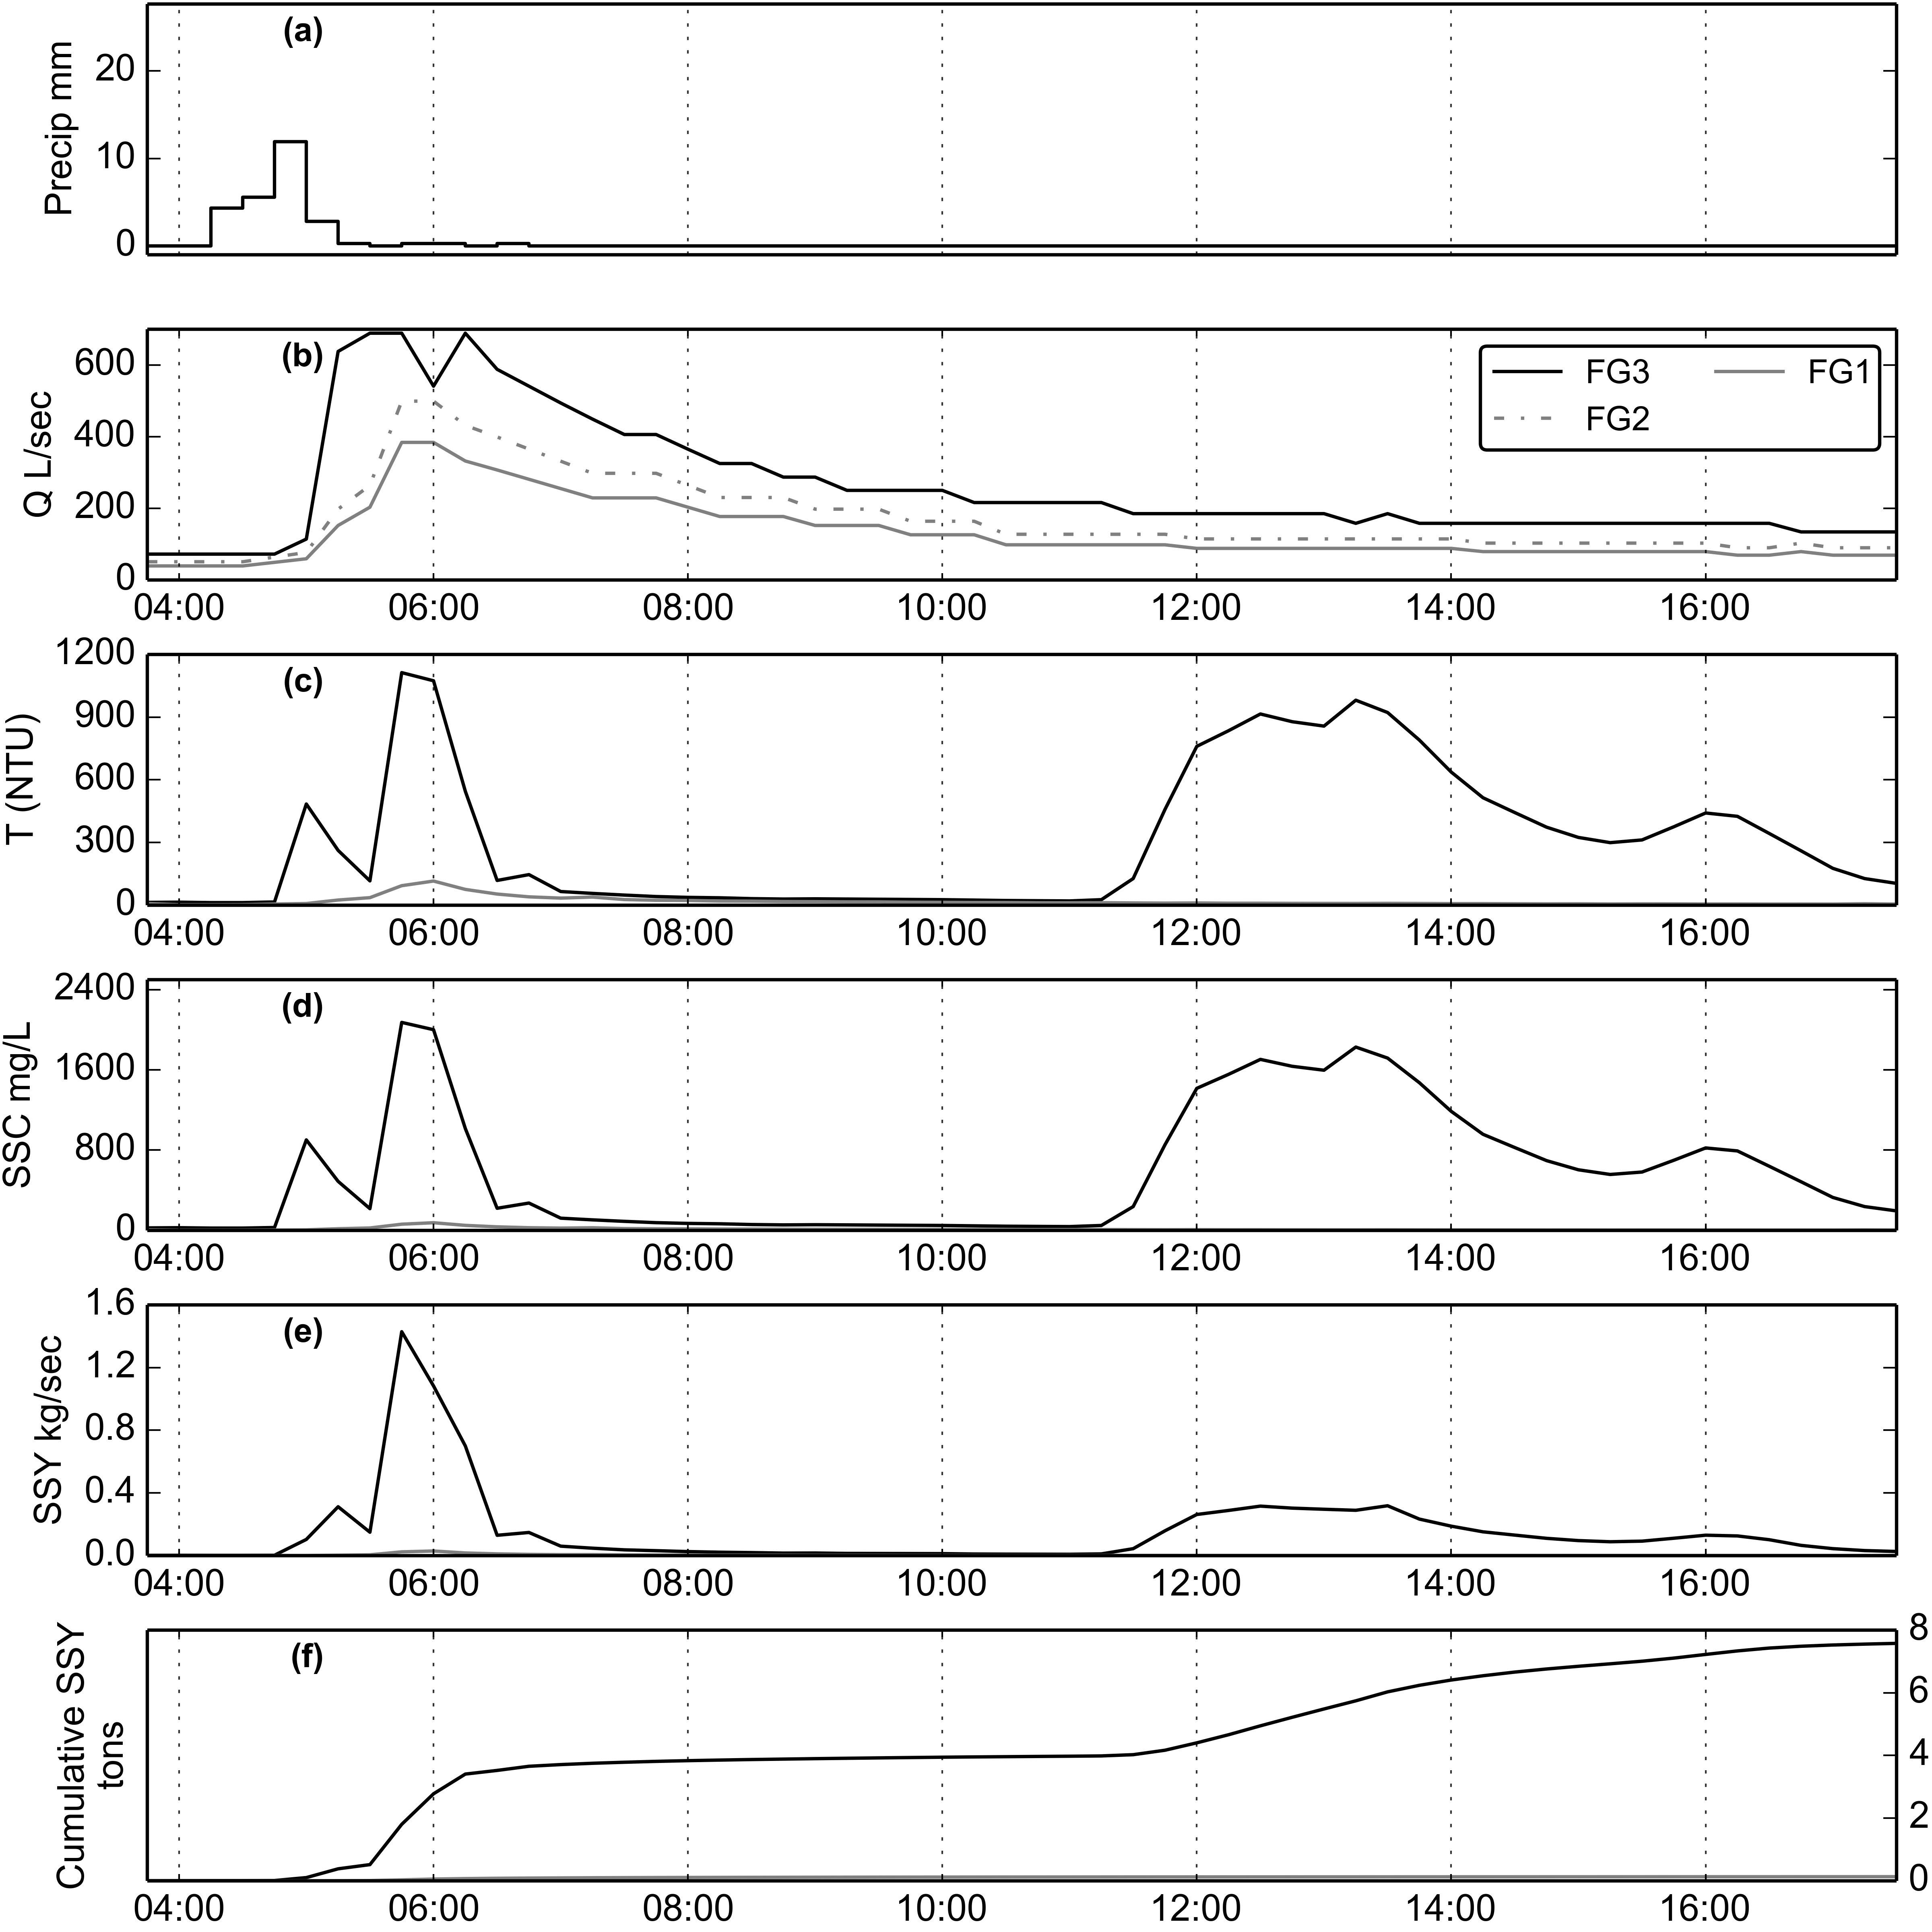 (a)
Precip mm
20
10
0
(b)
Q L/sec
600
400
200
0
FG3 FG1
FG2
04:00 06:00 08:00 10:00 12:00 14:00 16:00
(c)
T (NTU)
1200
900
600
300
0
04:00 06:00 08:00 10:00 12:00 14:00 16:00
(d)
SSC mg/L
2400
1600
800
0
04:00 06:00 08:00 10:00 12:00 14:00 16:00
(e)
SSY kg/sec
1.6
1.2
0.8
0.4
0.0
04:00 06:00 08:00 10:00 12:00 14:00 16:00
(f)
Cumulative SSY
tons
8
6
4
2
0
04:00 06:00 08:00 10:00 12:00 14:00 16:00